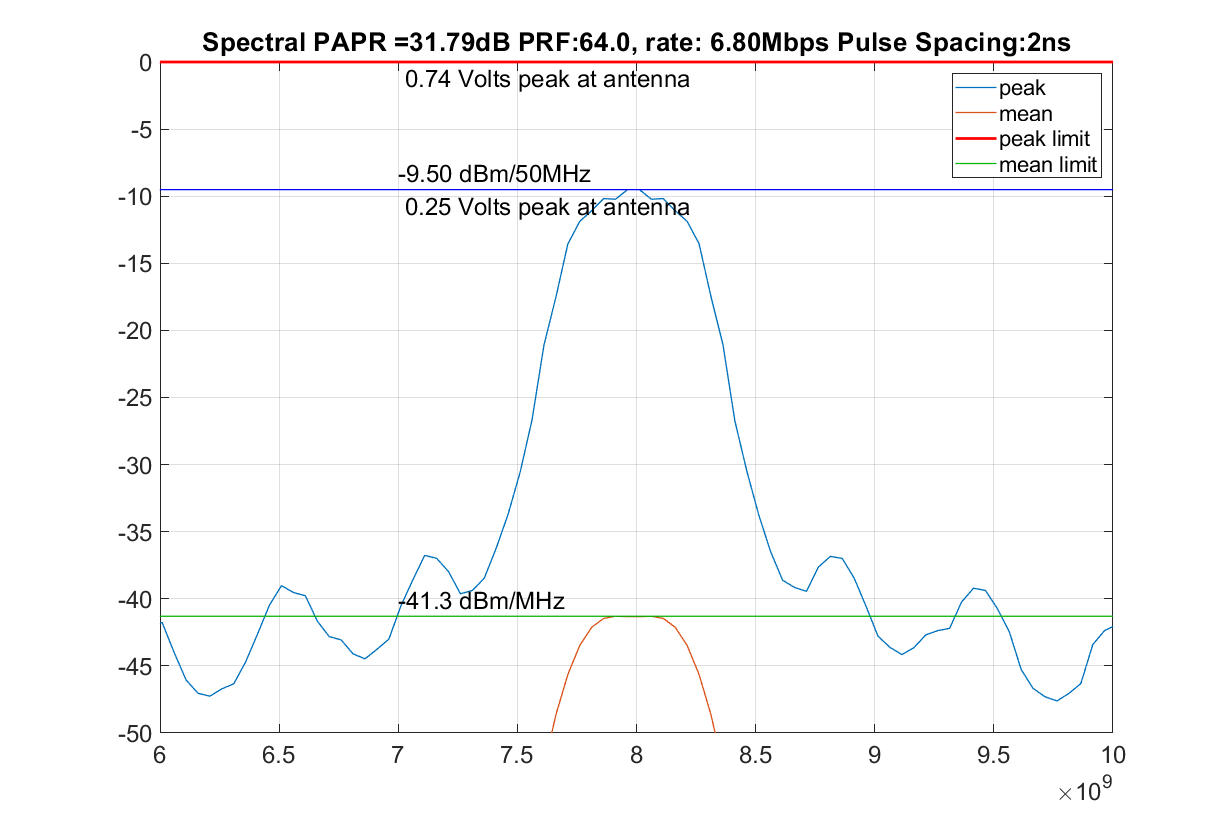 Spectral PAPR =31.79dB PRF:64.0, rate: 6.80Mbps Pulse Spacing:2ns
0
0.74 Volts peak at antenna
peak
mean
peak limit
mean limit
-5
-9.50 dBm/50MHz
-10
0.25 Volts peak at antenna
-15
-20
-25
-30
-35
-40
-41.3 dBm/MHz
-45
-50
6 6.5 7 7.5 8 8.5 9 9.5 10
×10^9